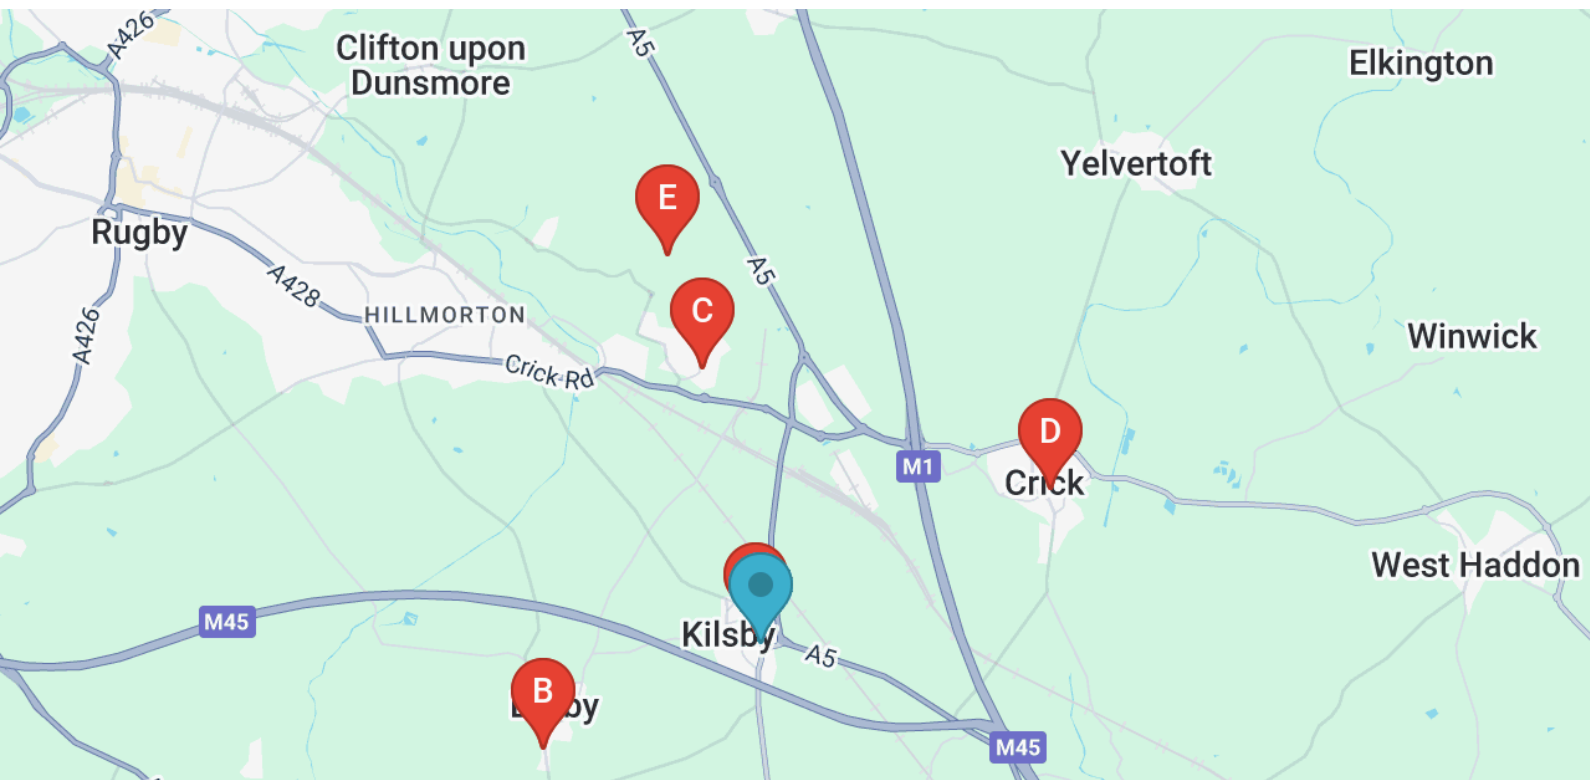 A426
Clifton upon
Dunsmore
A5
Elkington
Yelvertoft
E
Rugby
A5
A428
C
HILLMORTON
A426
Winwick
Crick Rd
D
M1
Crick
West Haddon
M45
Kilsby
A5
B
by
M45